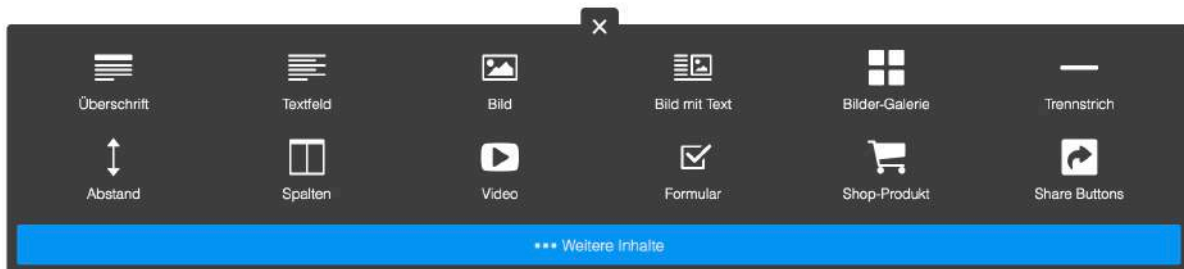 Überschrift
Textfeld
Bild
Bild mit Text
Bilder-Galerie
Trennstrich
Abstand
Spalten
Video
Formular
Shop-Produkt
Share Buttons
Weitere Inhalte